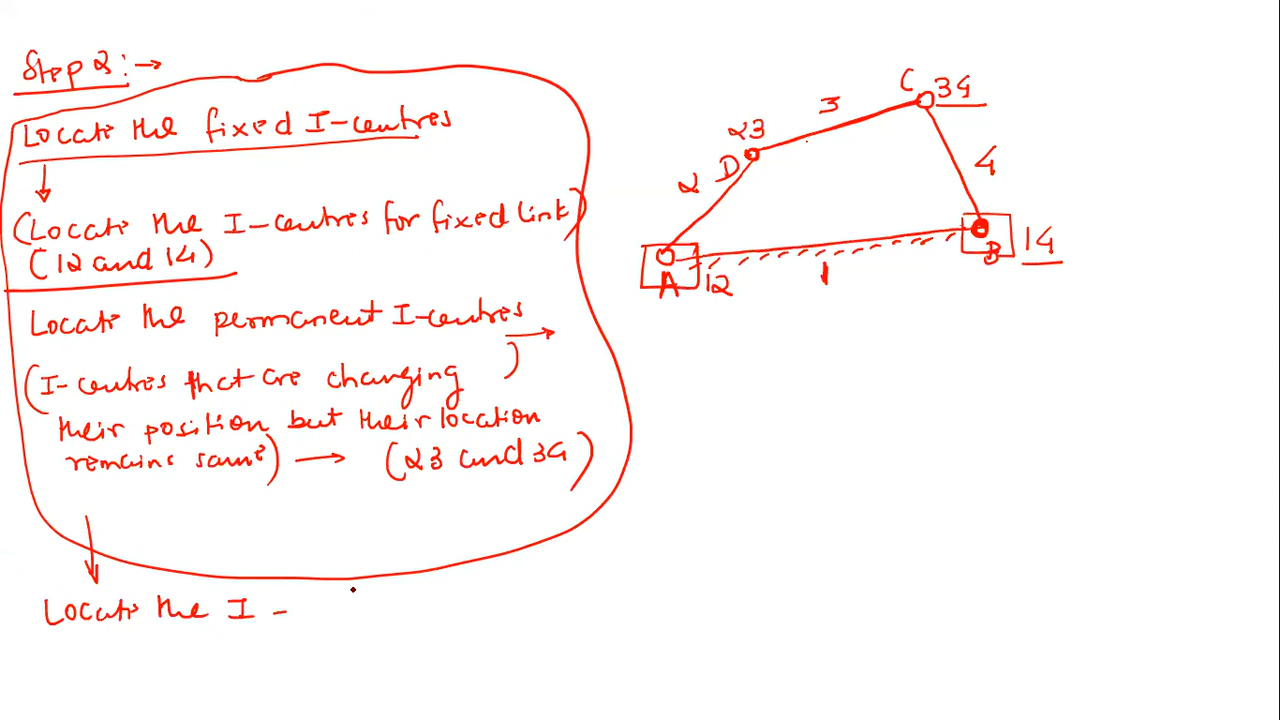 Step 2: →
Locate the fixed I-centres
(Locate the I-centres for fixed link)
(12 and 14)
Locate the permanent I-centres →
(I-centres that are changing)
their position but their location
remains same) → (23 and 34)
Locate the I -
C 34
3
23
D
2
4
A 12
1
B 14